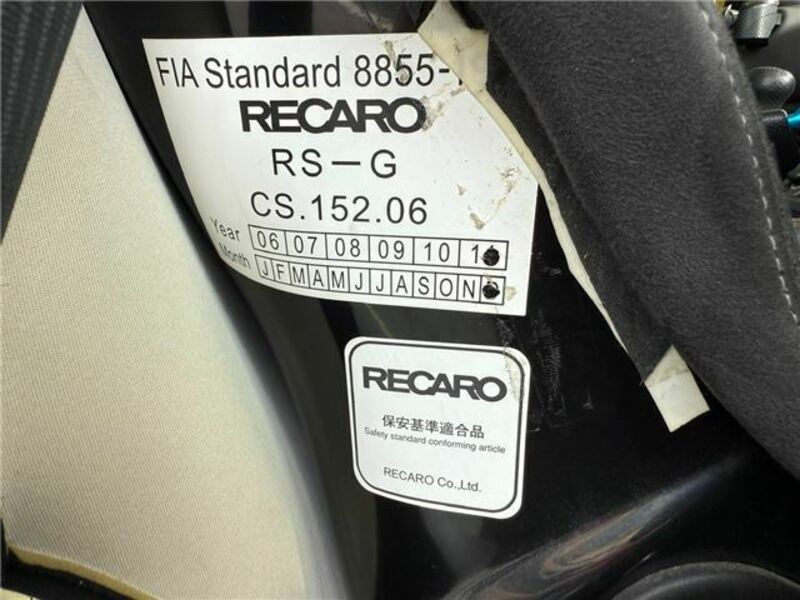 FIA Standard 8855-1
RECARO
RS-G
CS.152.06
Year 06 07 08 09 10 1
Month J F M A M J J A S O N
RECARO
保安基準適合品
Safety standard conforming article
RECARO Co.,Ltd.